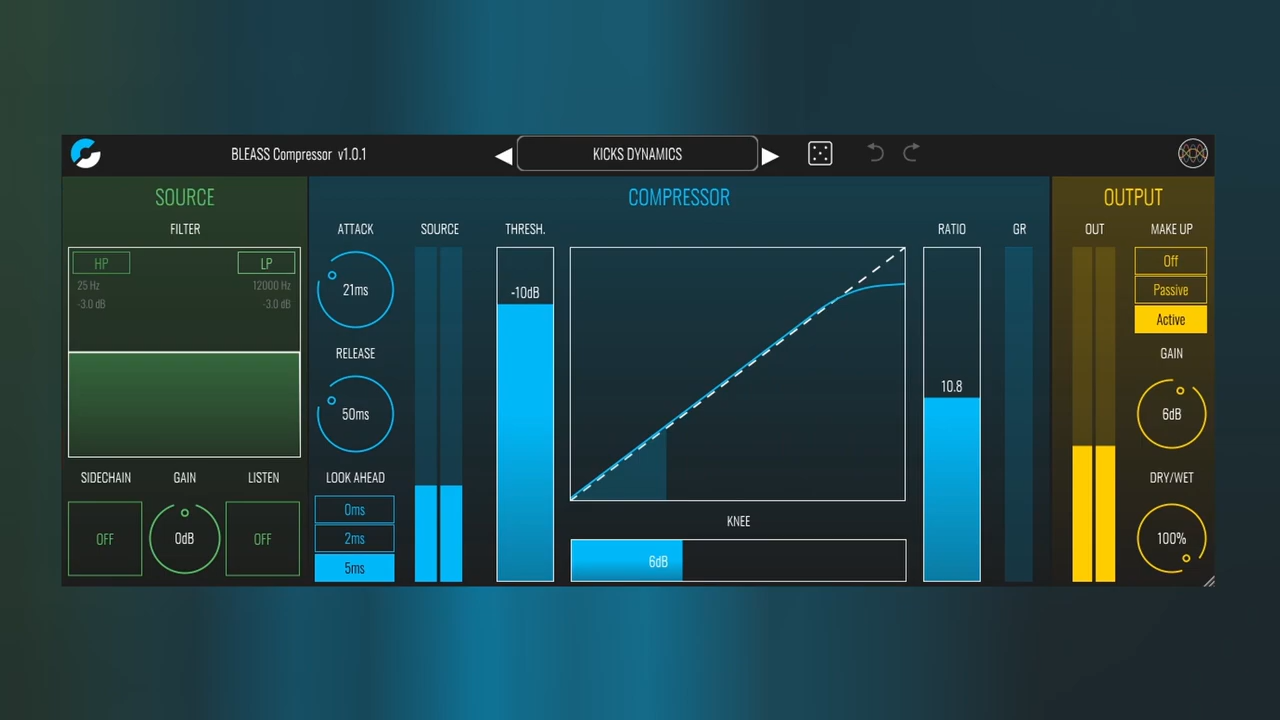 BLEASS Compressor v1.0.1
KICKS DYNAMICS
SOURCE
FILTER
HP
LP
25 Hz
12000 Hz
-3.0 dB
-3.0 dB
SIDECHAIN
GAIN
LISTEN
OFF
0dB
OFF
COMPRESSOR
ATTACK
21ms
RELEASE
50ms
LOOK AHEAD
0ms
2ms
5ms
SOURCE
THRESH.
-10dB
KNEE
6dB
RATIO
10.8
GR
OUTPUT
OUT
MAKE UP
Off
Passive
Active
GAIN
6dB
DRY/WET
100%